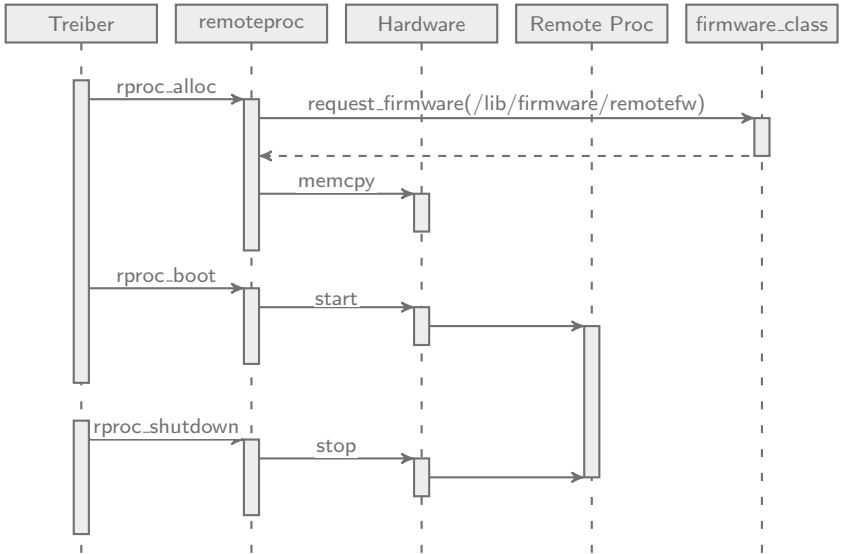 Treiber
remoteproc
Hardware
Remote Proc
firmware_class
rproc_alloc
request_firmware(/lib/firmware/remotefw)
memcpy
rproc_boot
start
rproc_shutdown
stop